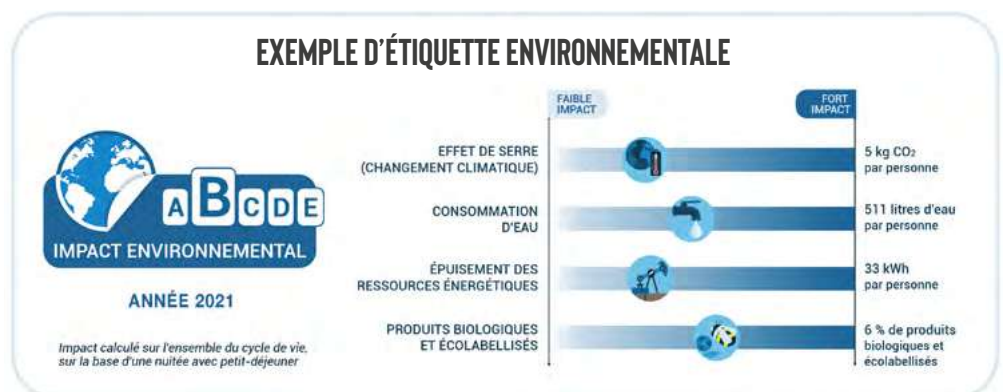 EXEMPLE D'ÉTIQUETTE ENVIRONNEMENTALE
FAIBLE
IMPACT
FORT
IMPACT
A B C D E
IMPACT ENVIRONNEMENTAL
ANNÉE 2021
Impact calculé sur l'ensemble du cycle de vie,
sur la base d'une nuitée avec petit-déjeuner
EFFET DE SERRE
(CHANGEMENT CLIMATIQUE)
5 kg CO₂
par personne
CONSOMMATION
D'EAU
511 litres d'eau
par personne
ÉPUISEMENT DES
RESSOURCES ÉNERGÉTIQUES
33 kWh
par personne
PRODUITS BIOLOGIQUES
ET ÉCOLABELLISÉS
6 % de produits
biologiques et
écolabellisés